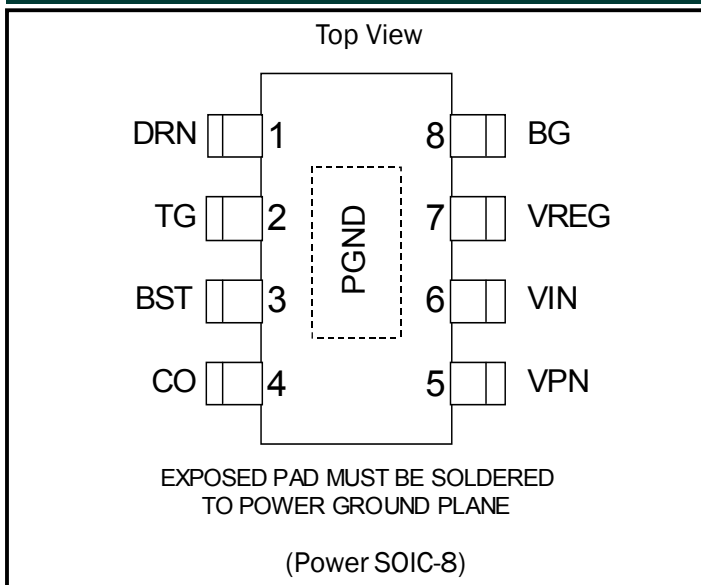 Top View
DRN 1 8 BG
TG 2 7 VREG
PGND
BST 3 6 VIN
CO 4 5 VPN
EXPOSED PAD MUST BE SOLDERED
TO POWER GROUND PLANE
(Power SOIC-8)